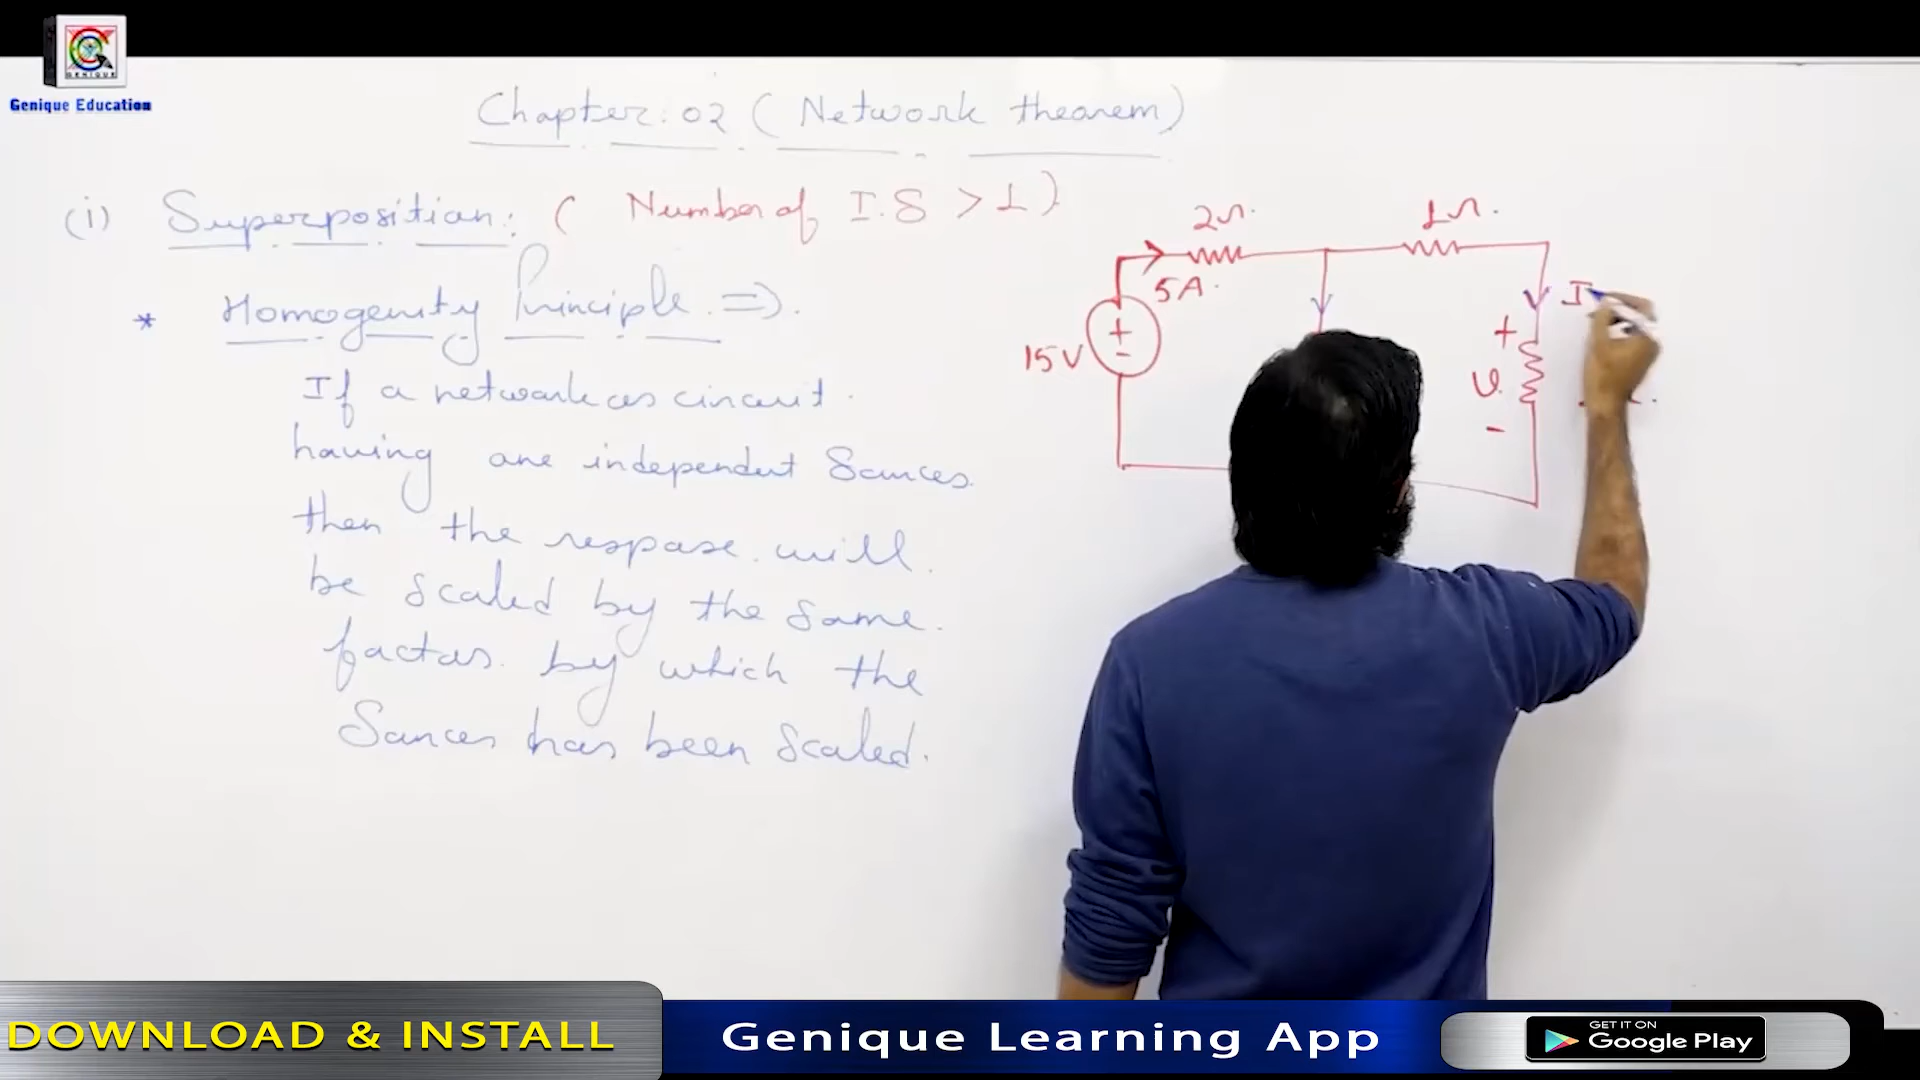 GENIQUE
Genique Education
Chapter: 02 (Network theorem)
(i) Superposition: (Number of I.S > 1)
* Homogenity Principle. =>.
If a network or circuit.
having one independent Sources.
then the respose. will.
be scaled by the same.
factor. by which the
Sources has been scaled.
2Ω.
1Ω.
5A.
I
+
-
15V
+
V.
-
DOWNLOAD & INSTALL
Genique Learning App
GET IT ON
Google Play